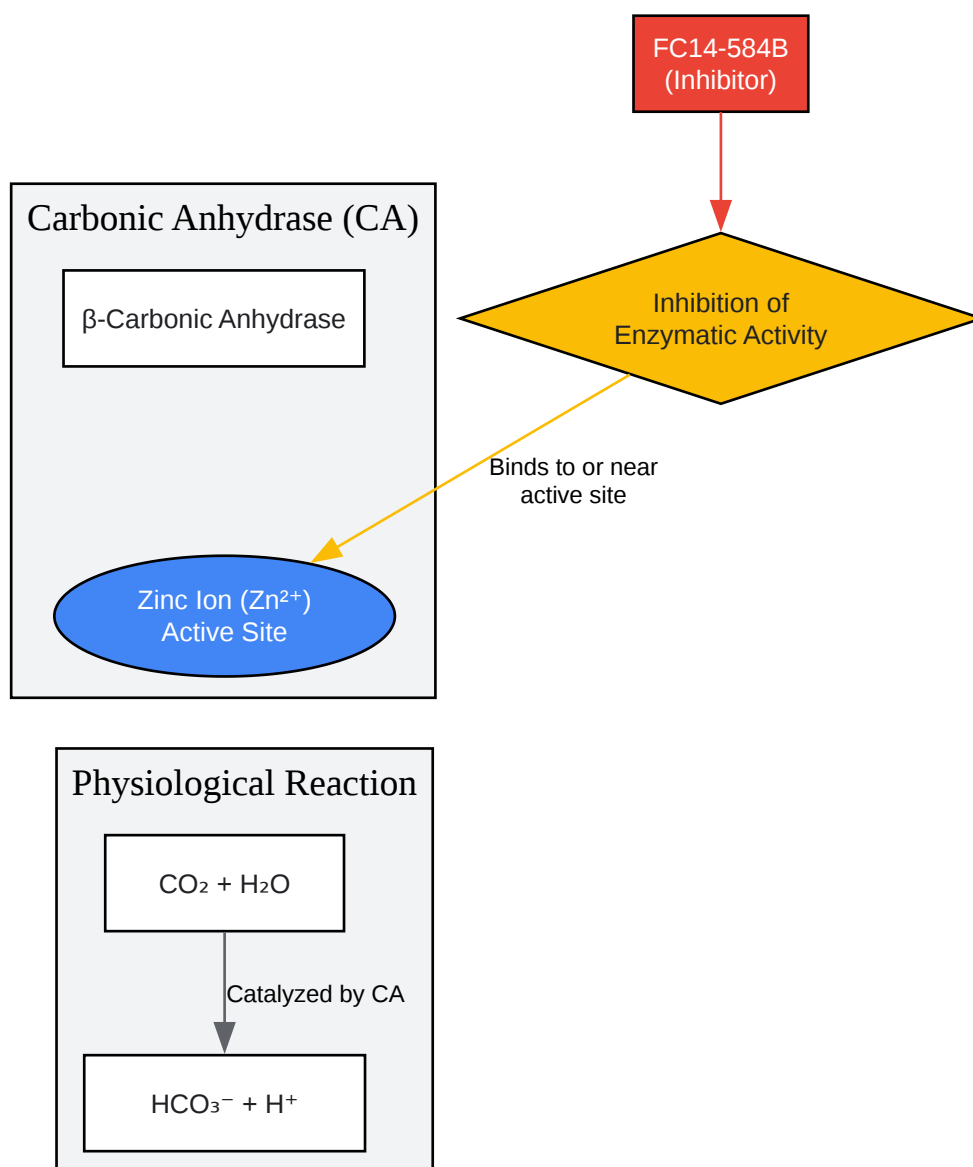 FC14-584B
(Inhibitor)
Carbonic Anhydrase (CA)
β-Carbonic Anhydrase
Inhibition of
Enzymatic Activity
Binds to or near
active site
Zinc Ion (Zn²⁺)
Active Site
Physiological Reaction
CO₂ + H₂O
Catalyzed by CA
HCO₃⁻ + H⁺